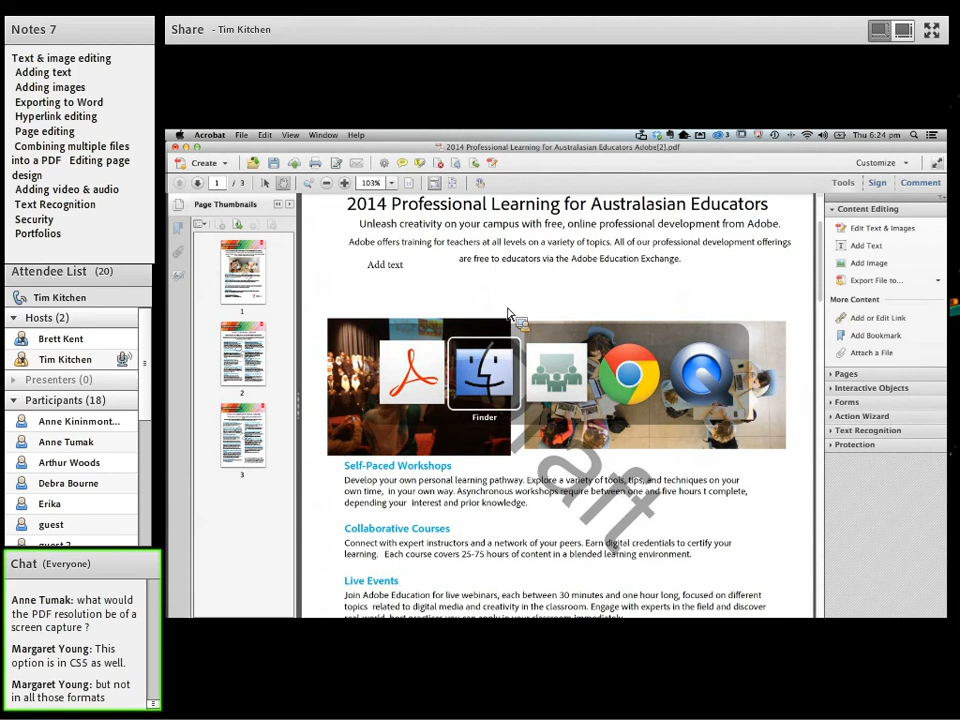 Notes 7
Text & image editing
Adding text
Adding images
Exporting to Word
Hyperlink editing
Page editing
Combining multiple files
into a PDF Editing page
design
Adding video & audio
Text Recognition
Security
Portfolios
Attendee List (20)
Tim Kitchen
Hosts (2)
Brett Kent
Tim Kitchen
Presenters (0)
Participants (18)
Anne Kininmont...
Anne Tumak
Arthur Woods
Debra Bourne
Erika
guest
guest 2
Chat (Everyone)
Anne Tumak: what would
the PDF resolution be of a
screen capture ?
Margaret Young: This
option is in CS5 as well.
Margaret Young: but not
in all those formats
Share - Tim Kitchen
Acrobat File Edit View Window Help
3
Thu 6:24 pm
2014 Professional Learning for Australasian Educators Adobe[2].pdf
Create
Customize
1 / 3
103%
Tools Sign Comment
Page Thumbnails
1
2
3
2014 Professional Learning for Australasian Educators
Unleash creativity on your campus with free, online professional development from Adobe.
Adobe offers training for teachers at all levels on a variety of topics. All of our professional development offerings
are free to educators via the Adobe Education Exchange.
Add text
Finder
Draft
Self-Paced Workshops
Develop your own personal learning pathway. Explore a variety of tools, tips, and techniques on your
own time, in your own way. Asynchronous workshops require between one and five hours t complete,
depending your interest and prior knowledge.
Collaborative Courses
Connect with expert instructors and a network of your peers. Earn digital credentials to certify your
learning. Each course covers 25-75 hours of content in a blended learning environment.
Live Events
Join Adobe Education for live webinars, each between 30 minutes and one hour long, focused on different
topics related to digital media and creativity in the classroom. Engage with experts in the field and discover
real-world, best practices you can apply in your classroom immediately.
Content Editing
Edit Text & Images
Add Text
Add Image
Export File to...
More Content
Add or Edit Link
Add Bookmark
Attach a File
Pages
Interactive Objects
Forms
Action Wizard
Text Recognition
Protection